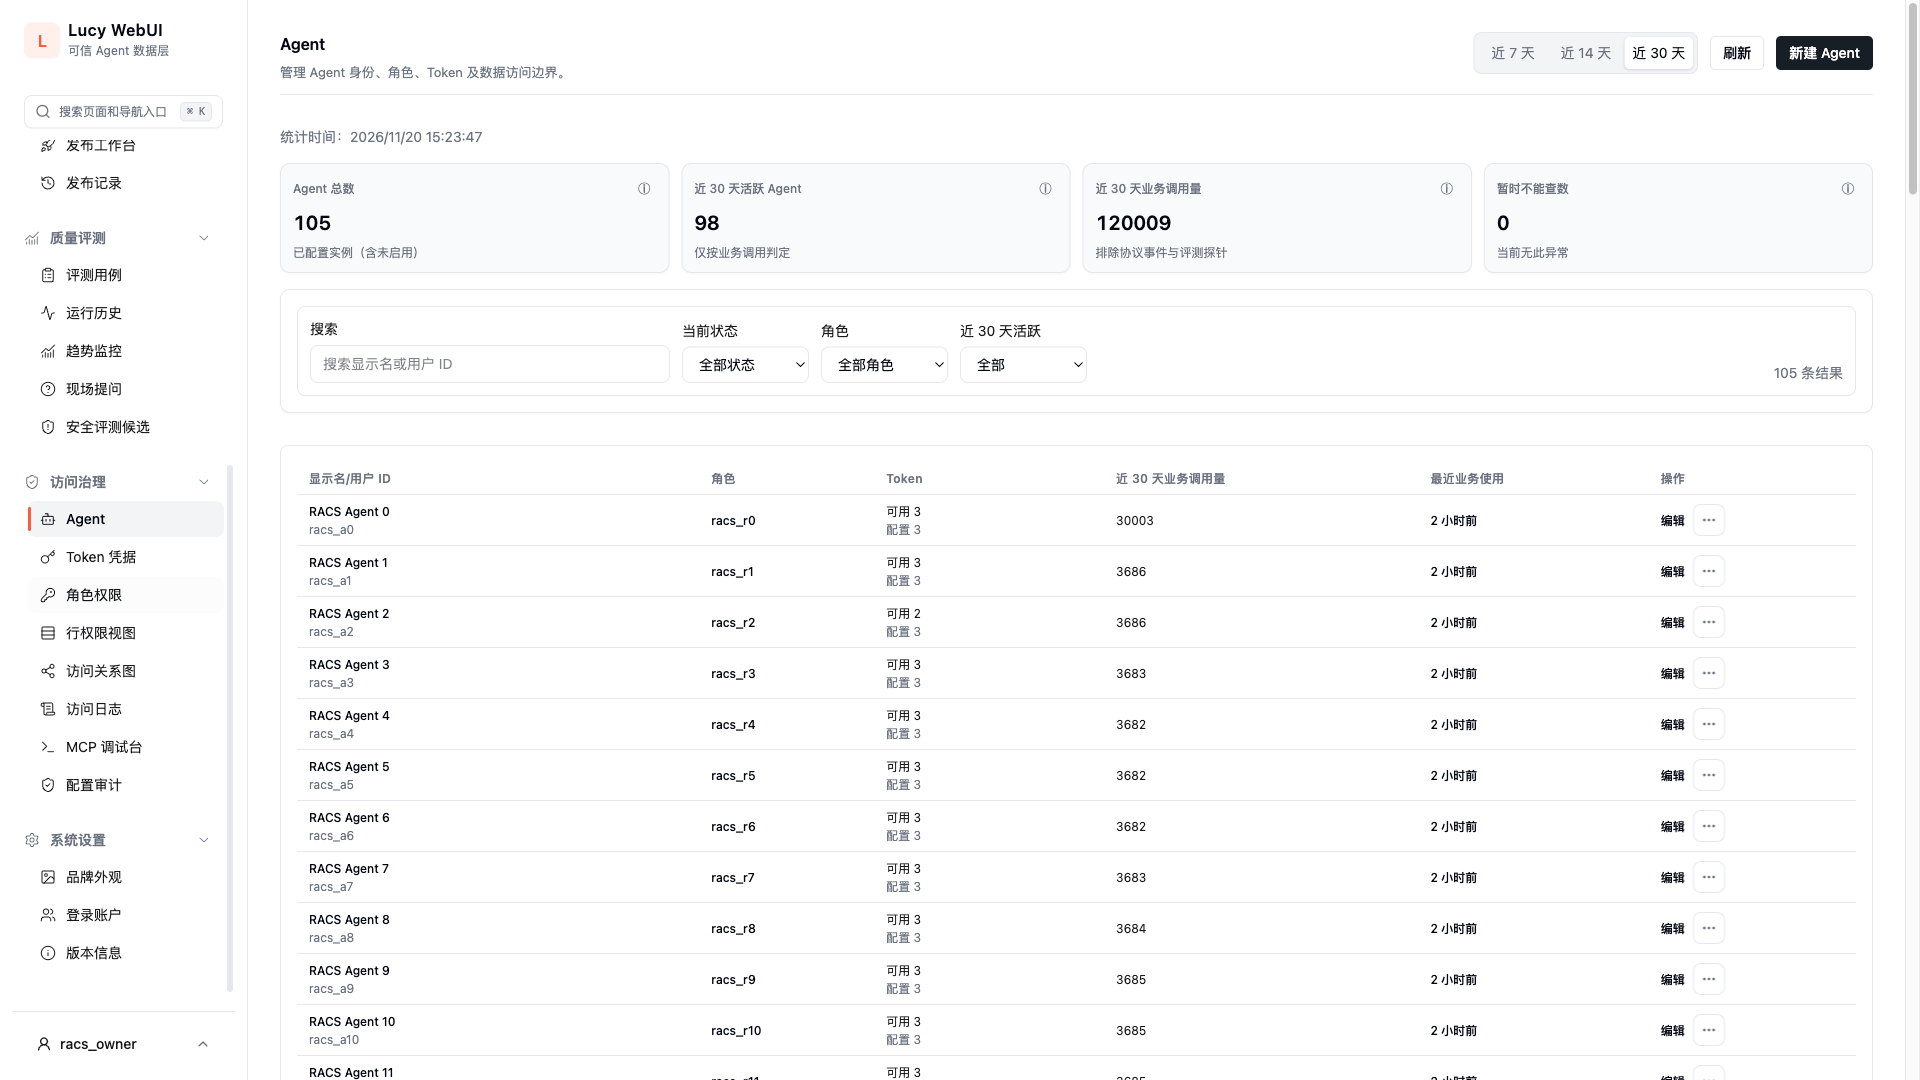 L
Lucy WebUI
可信 Agent 数据层
搜索页面和导航入口
⌘ K
发布工作台
发布记录
质量评测
评测用例
运行历史
趋势监控
现场提问
安全评测候选
访问治理
Agent
Token 凭据
角色权限
行权限视图
访问关系图
访问日志
MCP 调试台
配置审计
系统设置
品牌外观
登录账户
版本信息
racs_owner
Agent
管理 Agent 身份、角色、Token 及数据访问边界。
近 7 天
近 14 天
近 30 天
刷新
新建 Agent
统计时间：2026/11/20 15:23:47
Agent 总数
105
已配置实例（含未启用）
近 30 天活跃 Agent
98
仅按业务调用判定
近 30 天业务调用量
120009
排除协议事件与评测探针
暂时不能查数
0
当前无此异常
搜索
搜索显示名或用户 ID
当前状态
全部状态
角色
全部角色
近 30 天活跃
全部
105 条结果
显示名/用户 ID 角色 Token 近 30 天业务调用量 最近业务使用 操作
RACS Agent 0
racs_a0
racs_r0
可用 3
配置 3
30003
2 小时前
编辑
RACS Agent 1
racs_a1
racs_r1
可用 3
配置 3
3686
2 小时前
编辑
RACS Agent 2
racs_a2
racs_r2
可用 2
配置 3
3686
2 小时前
编辑
RACS Agent 3
racs_a3
racs_r3
可用 3
配置 3
3683
2 小时前
编辑
RACS Agent 4
racs_a4
racs_r4
可用 3
配置 3
3682
2 小时前
编辑
RACS Agent 5
racs_a5
racs_r5
可用 3
配置 3
3682
2 小时前
编辑
RACS Agent 6
racs_a6
racs_r6
可用 3
配置 3
3682
2 小时前
编辑
RACS Agent 7
racs_a7
racs_r7
可用 3
配置 3
3683
2 小时前
编辑
RACS Agent 8
racs_a8
racs_r8
可用 3
配置 3
3684
2 小时前
编辑
RACS Agent 9
racs_a9
racs_r9
可用 3
配置 3
3685
2 小时前
编辑
RACS Agent 10
racs_a10
racs_r10
可用 3
配置 3
3685
2 小时前
编辑
RACS Agent 11
可用 3